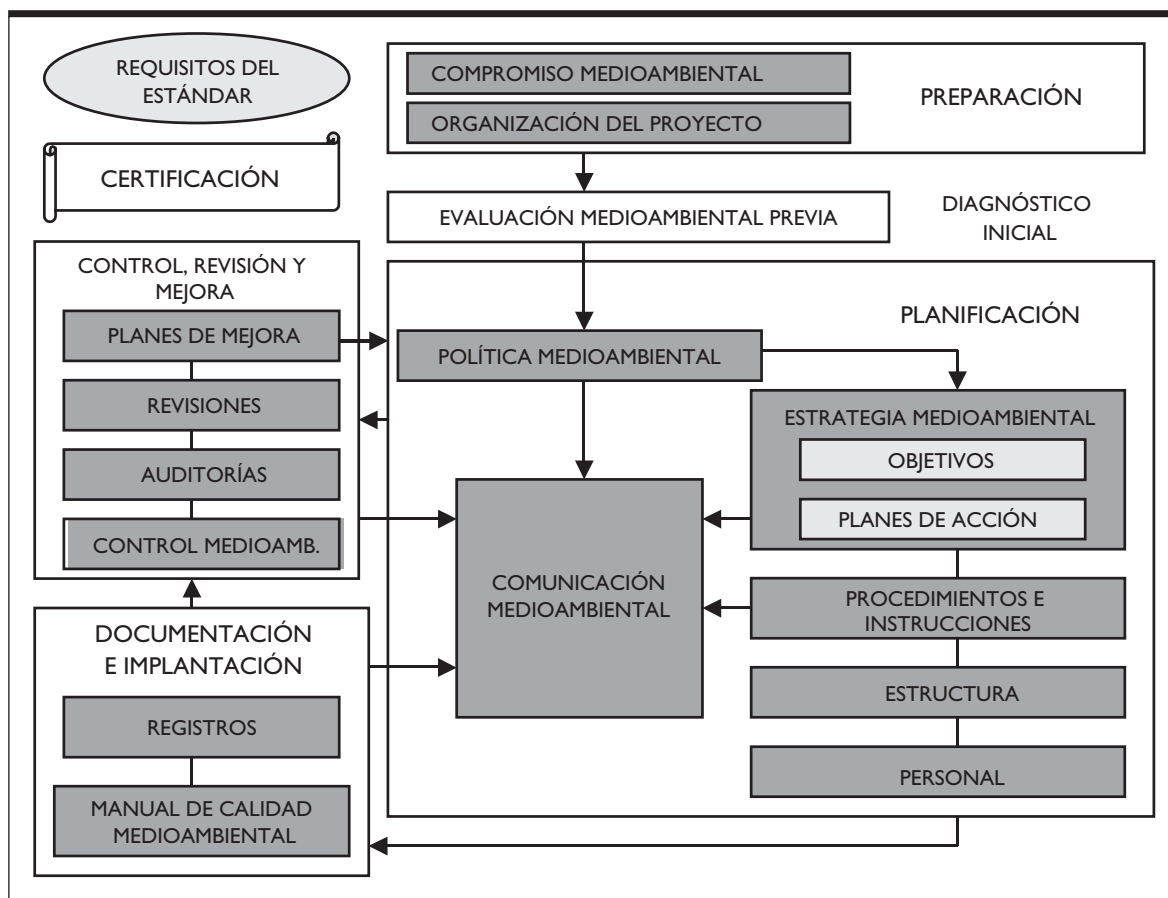 REQUISITOS DEL
ESTÁNDAR
CERTIFICACIÓN
COMPROMISO MEDIOAMBIENTAL
ORGANIZACIÓN DEL PROYECTO
PREPARACIÓN
EVALUACIÓN MEDIOAMBIENTAL PREVIA
DIAGNÓSTICO
INICIAL
CONTROL, REVISIÓN Y
MEJORA
PLANES DE MEJORA
REVISIONES
AUDITORÍAS
CONTROL MEDIOAMB.
PLANIFICACIÓN
POLÍTICA MEDIOAMBIENTAL
ESTRATEGIA MEDIOAMBIENTAL
OBJETIVOS
PLANES DE ACCIÓN
COMUNICACIÓN
MEDIOAMBIENTAL
PROCEDIMIENTOS E
INSTRUCCIONES
ESTRUCTURA
PERSONAL
DOCUMENTACIÓN
E IMPLANTACIÓN
REGISTROS
MANUAL DE CALIDAD
MEDIOAMBIENTAL